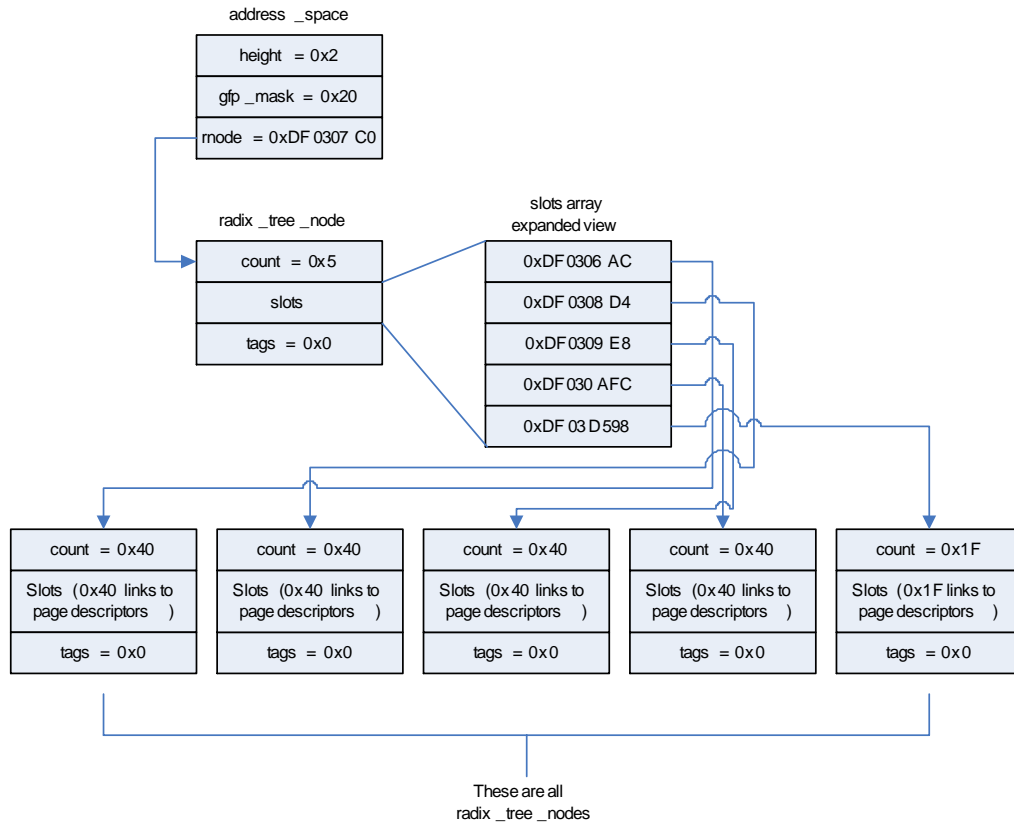 address _space
height = 0x2
gfp _mask = 0x20
rnode = 0xDF 0307 C0
radix _tree _node
count = 0x5
slots
tags = 0x0
slots array
expanded view
0xDF 0306 AC
0xDF 0308 D4
0xDF 0309 E8
0xDF 030 AFC
0xDF 03 D598
count = 0x40
Slots (0x40 links to
page descriptors )
tags = 0x0
count = 0x40
Slots (0x40 links to
page descriptors )
tags = 0x0
count = 0x40
Slots (0x40 links to
page descriptors )
tags = 0x0
count = 0x40
Slots (0x40 links to
page descriptors )
tags = 0x0
count = 0x1F
Slots (0x1F links to
page descriptors )
tags = 0x0
These are all
radix _tree _nodes